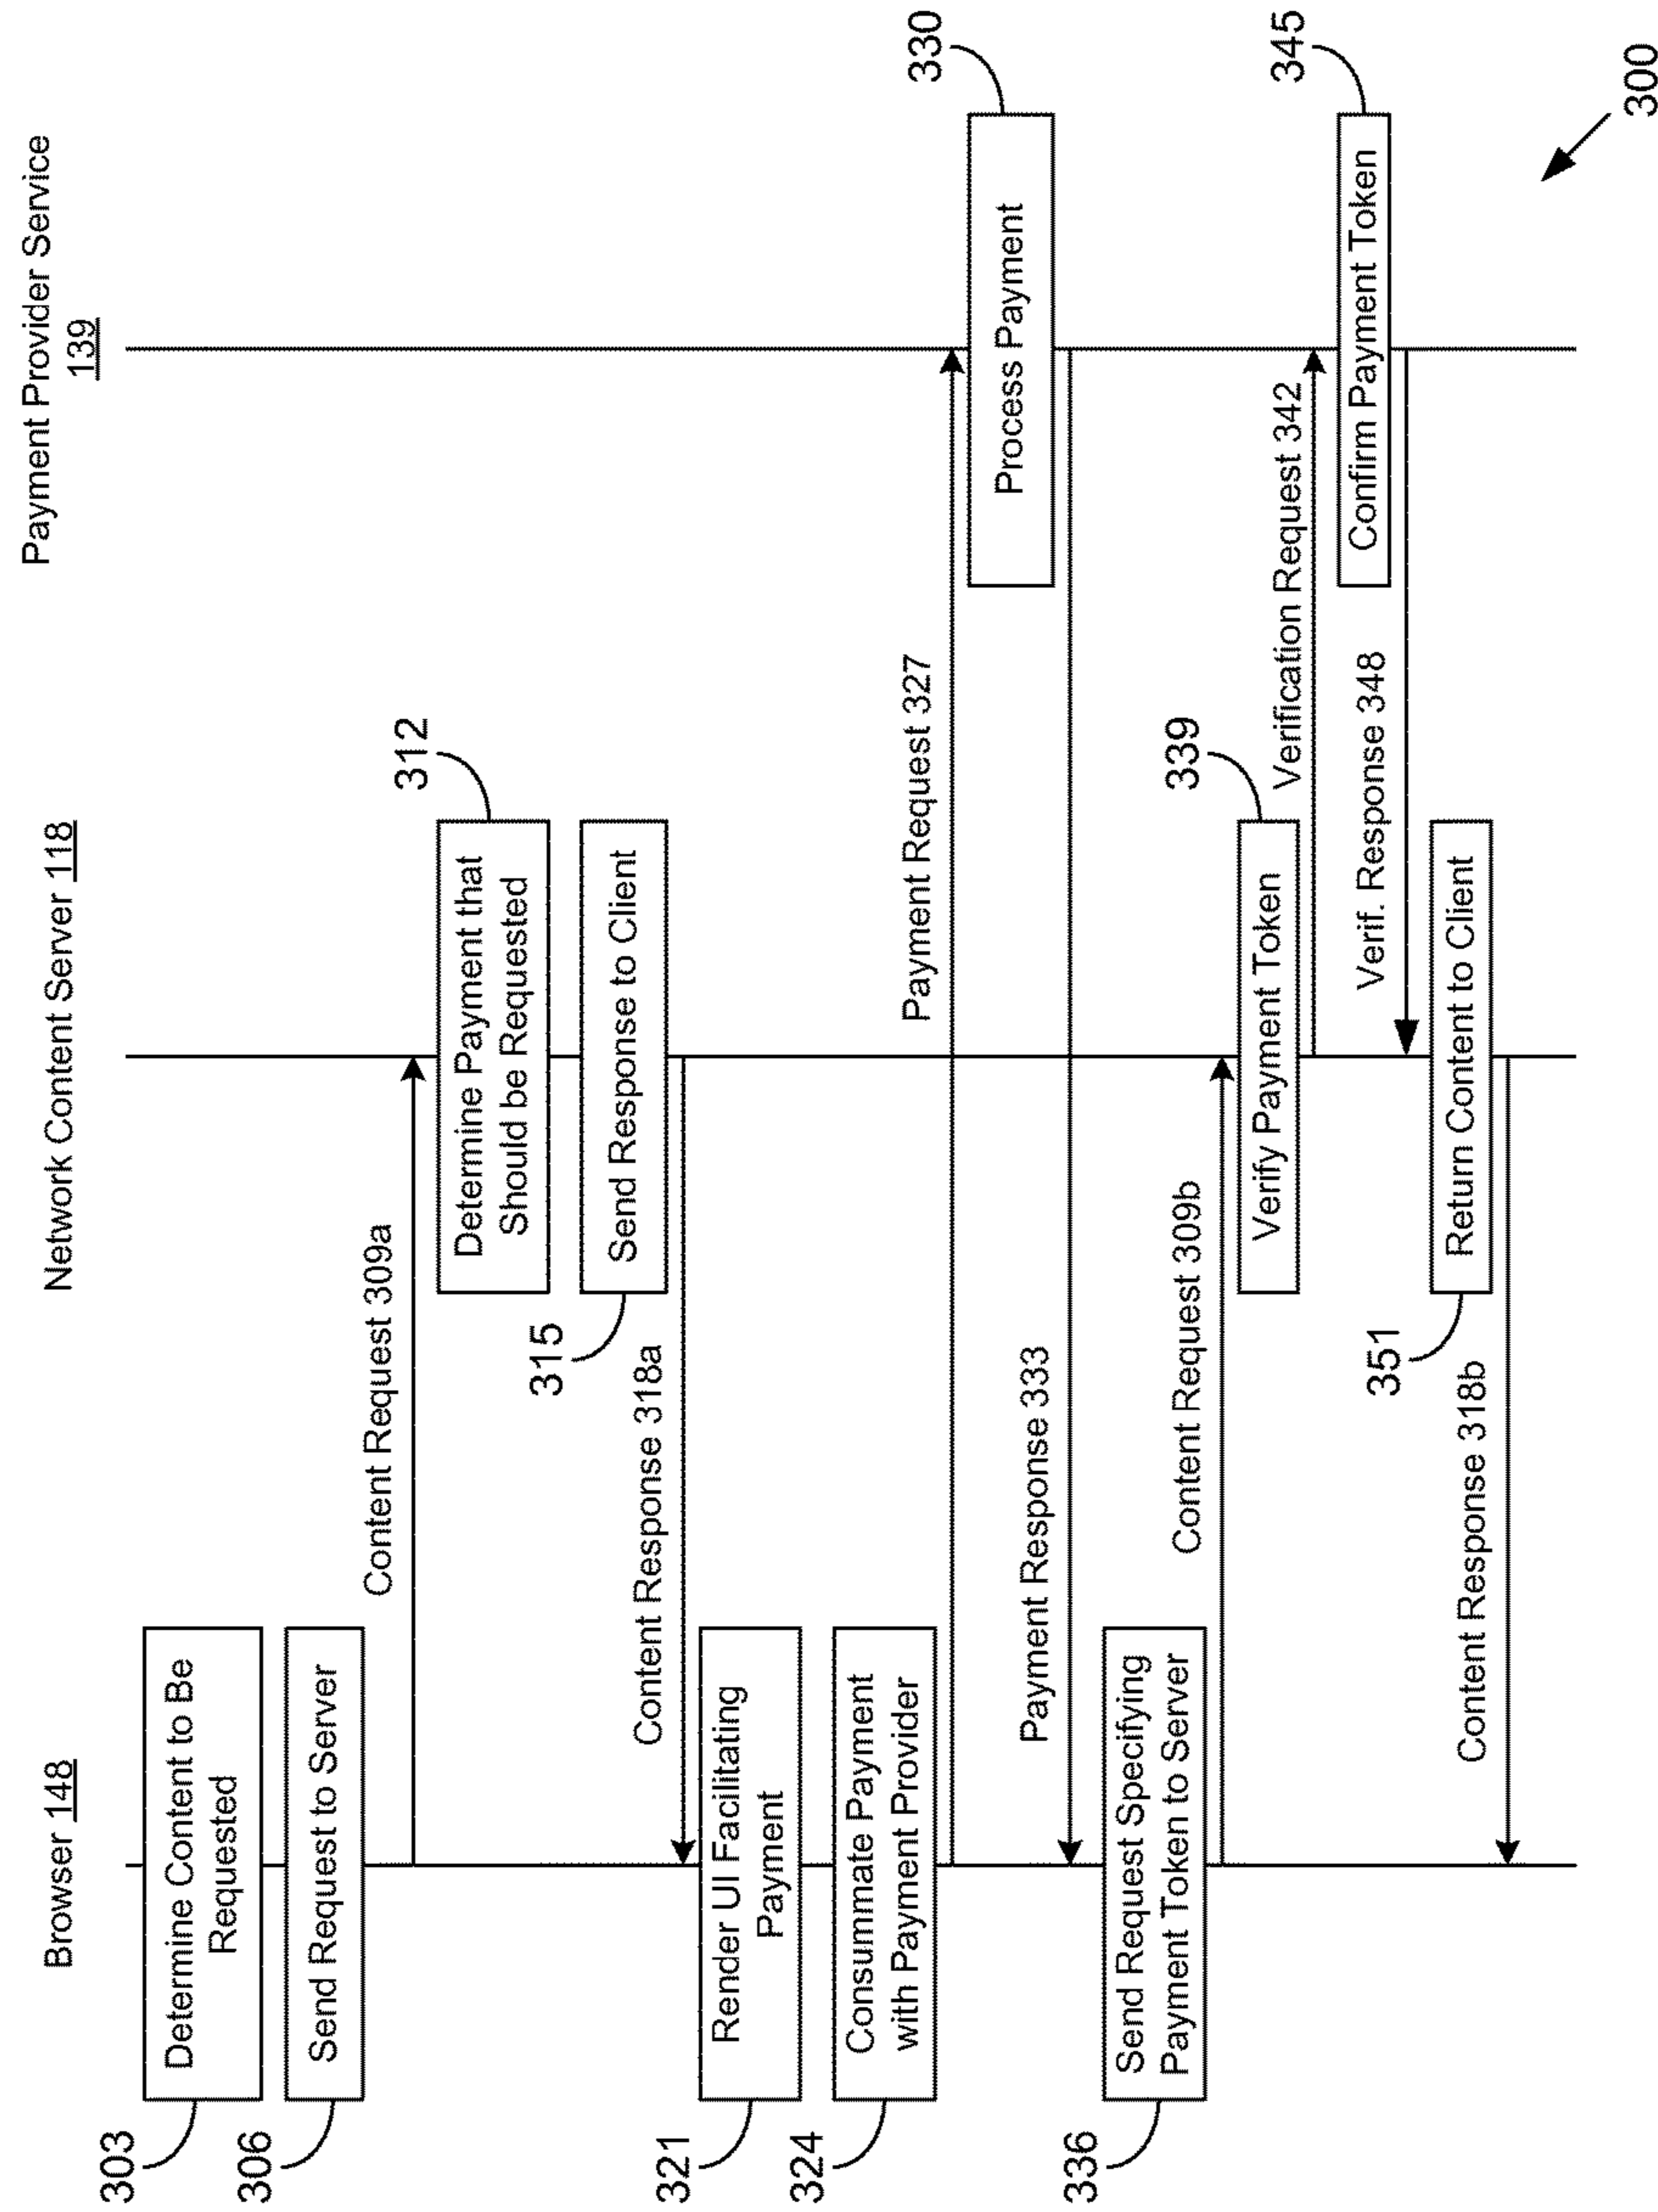 Browser 148
Network Content Server 118
Payment Provider Service
139
303
Determine Content to Be
Requested
306
Send Request to Server
Content Request 309a
312
Determine Payment that
Should be Requested
315
Send Response to Client
Content Response 318a
321
Render UI Facilitating
Payment
324
Consummate Payment
with Payment Provider
Payment Request 327
330
Process Payment
Payment Response 333
336
Send Request Specifying
Payment Token to Server
Content Request 309b
339
Verify Payment Token
Verification Request 342
345
Confirm Payment Token
Verif. Response 348
351
Return Content to Client
Content Response 318b
300